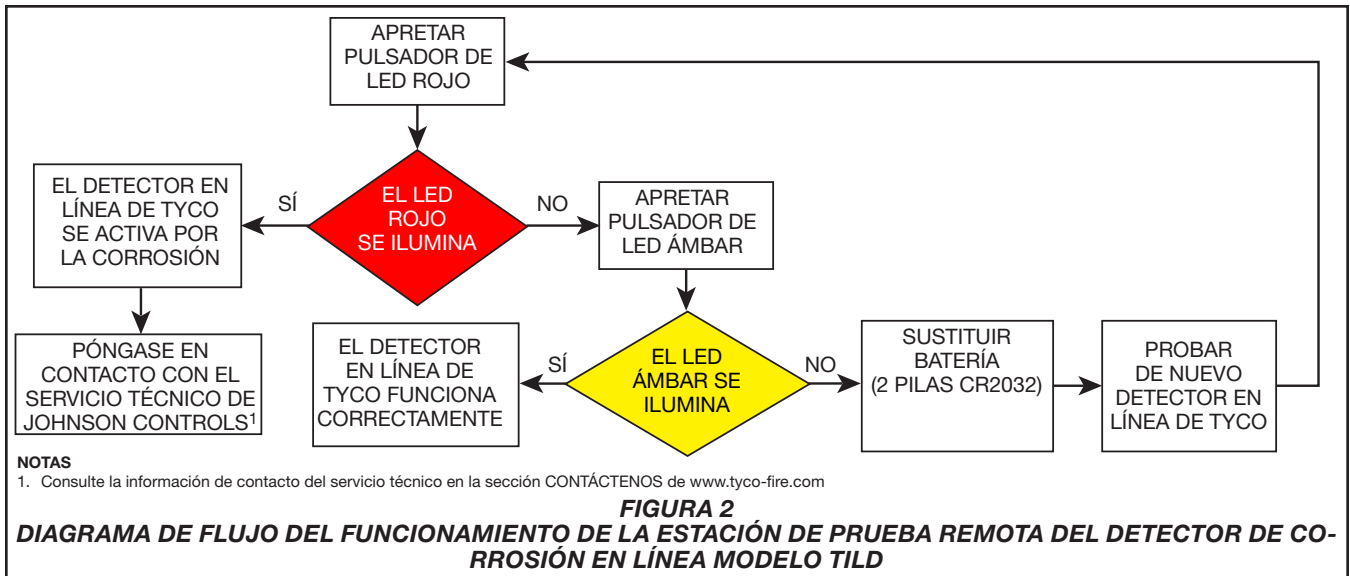 APRETAR
PULSADOR DE
LED ROJO
EL DETECTOR EN
LÍNEA DE TYCO
SE ACTIVA POR
LA CORROSIÓN
SÍ
EL LED
ROJO
SE ILUMINA
NO
APRETAR
PULSADOR DE
LED ÁMBAR
PÓNGASE EN
CONTACTO CON EL
SERVICIO TÉCNICO DE
JOHNSON CONTROLS1
EL DETECTOR
EN LÍNEA DE
TYCO FUNCIONA
CORRECTAMENTE
SÍ
EL LED
ÁMBAR SE
ILUMINA
NO
SUSTITUIR
BATERÍA
(2 PILAS CR2032)
PROBAR
DE NUEVO
DETECTOR EN
LÍNEA DE TYCO
NOTAS
1. Consulte la información de contacto del servicio técnico en la sección CONTÁCTENOS de www.tyco-fire.com
FIGURA 2
DIAGRAMA DE FLUJO DEL FUNCIONAMIENTO DE LA ESTACIÓN DE PRUEBA REMOTA DEL DETECTOR DE CO-
RROSIÓN EN LÍNEA MODELO TILD